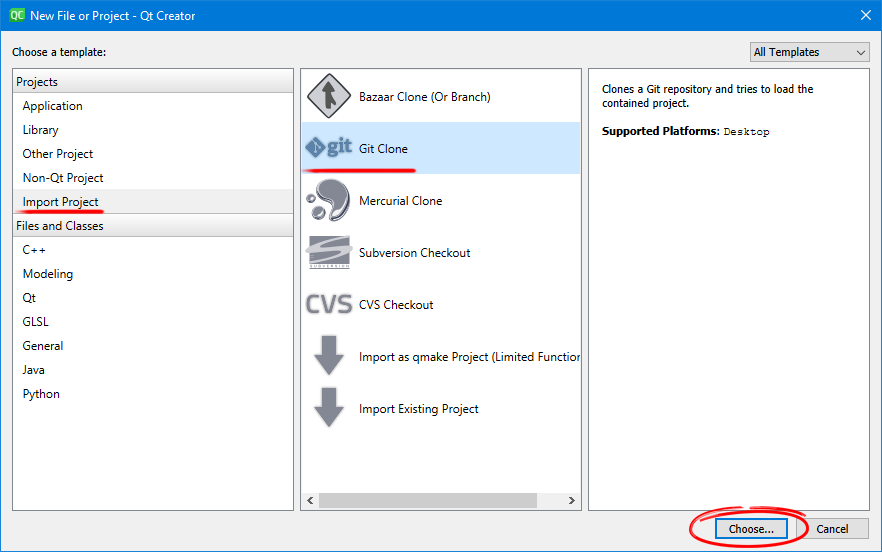 QC New File or Project - Qt Creator
Choose a template:
All Templates
Projects
Application
Library
Other Project
Non-Qt Project
Import Project
Files and Classes
C++
Modeling
Qt
GLSL
General
Java
Python
Bazaar Clone (Or Branch)
git Git Clone
Mercurial Clone
SUBVERSION Subversion Checkout
CVS CVS Checkout
Import as qmake Project (Limited Function
Import Existing Project
Clones a Git repository and tries to load the
contained project.
Supported Platforms: Desktop
Choose...
Cancel